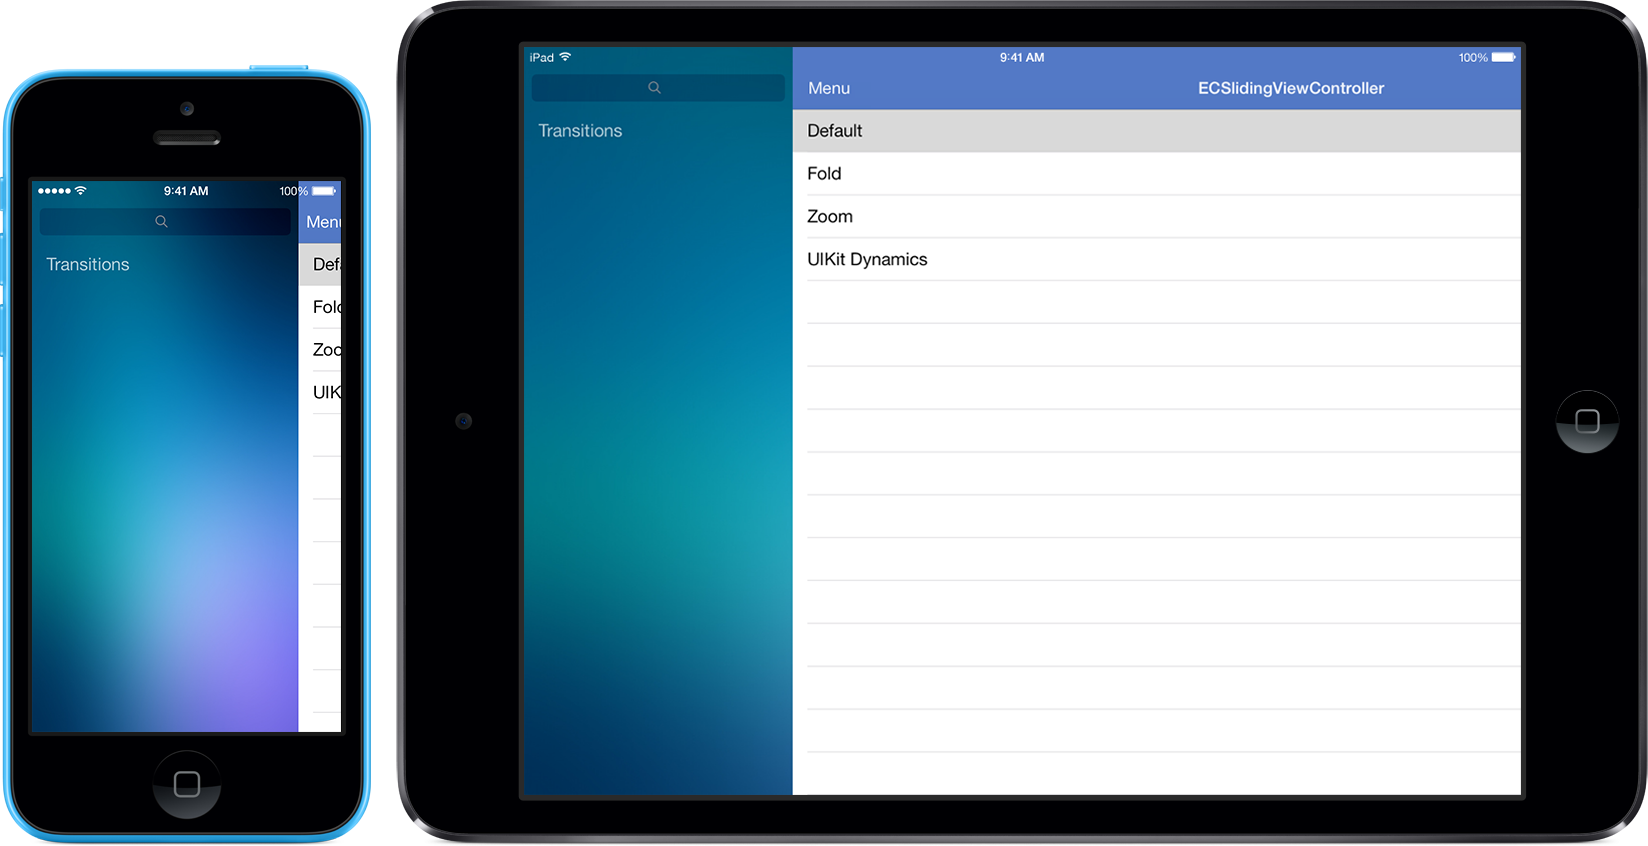 9:41 AM 100%
Menu
Transitions
Def
Fold
Zoo
UIK
iPad 9:41 AM 100%
Menu ECSlidingViewController
Transitions
Default
Fold
Zoom
UIKit Dynamics